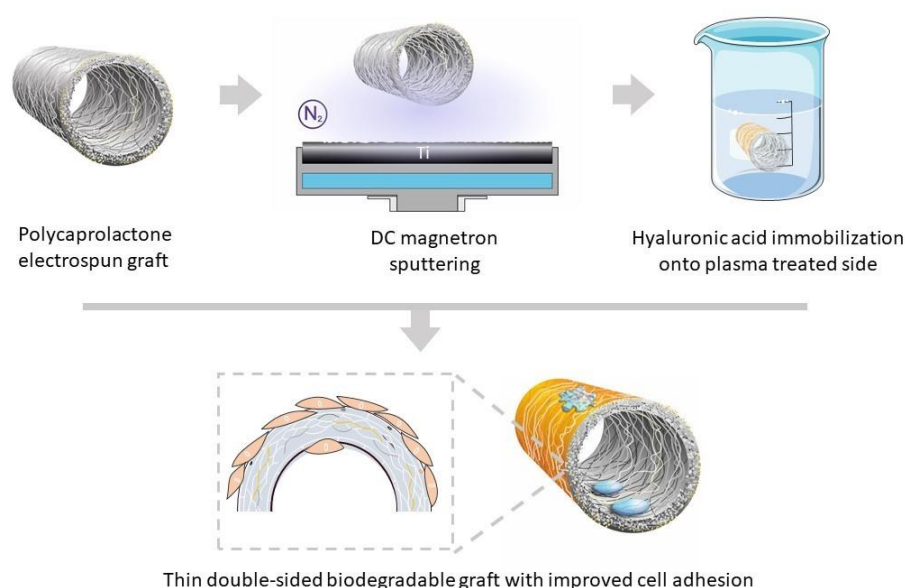 N2
Ti
Polycaprolactone
electrospun graft
DC magnetron
sputtering
Hyaluronic acid immobilization
onto plasma treated side
Thin double-sided biodegradable graft with improved cell adhesion